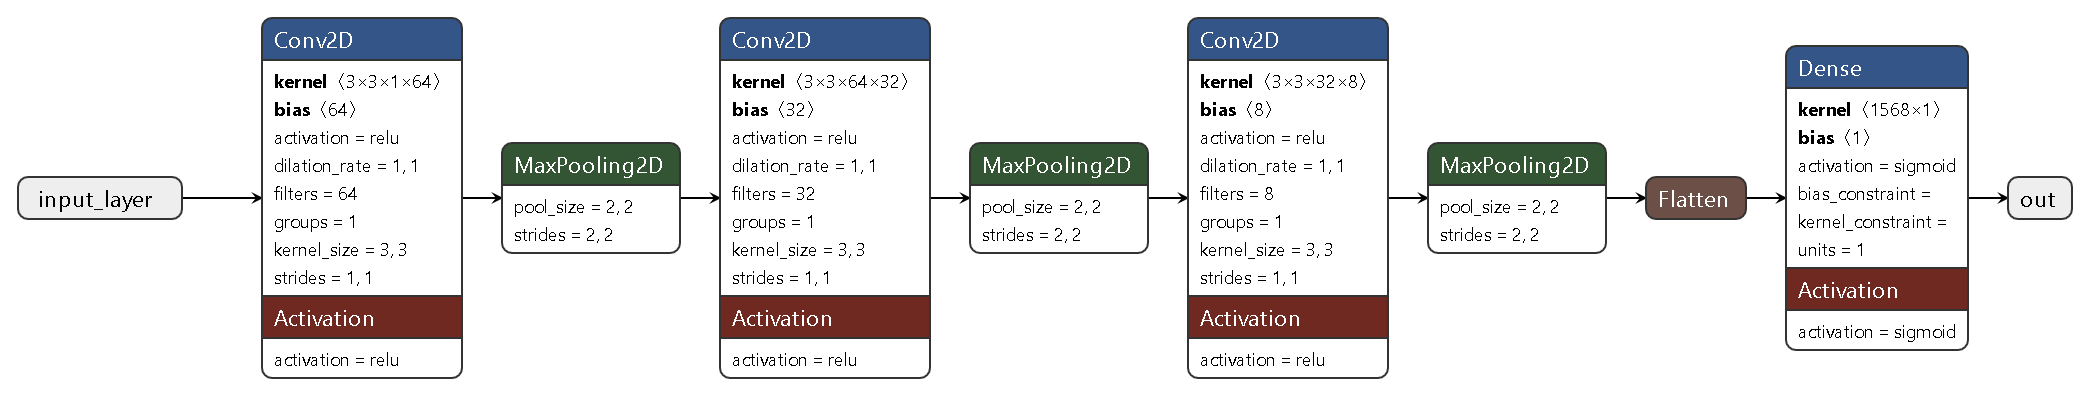 input_layer
Conv2D
kernel 〈3×3×1×64〉
bias 〈64〉
activation = relu
dilation_rate = 1, 1
filters = 64
groups = 1
kernel_size = 3, 3
strides = 1, 1
Activation
activation = relu
MaxPooling2D
pool_size = 2, 2
strides = 2, 2
Conv2D
kernel 〈3×3×64×32〉
bias 〈32〉
activation = relu
dilation_rate = 1, 1
filters = 32
groups = 1
kernel_size = 3, 3
strides = 1, 1
Activation
activation = relu
MaxPooling2D
pool_size = 2, 2
strides = 2, 2
Conv2D
kernel 〈3×3×32×8〉
bias 〈8〉
activation = relu
dilation_rate = 1, 1
filters = 8
groups = 1
kernel_size = 3, 3
strides = 1, 1
Activation
activation = relu
MaxPooling2D
pool_size = 2, 2
strides = 2, 2
Flatten
Dense
kernel 〈1568×1〉
bias 〈1〉
activation = sigmoid
bias_constraint =
kernel_constraint =
units = 1
Activation
activation = sigmoid
out